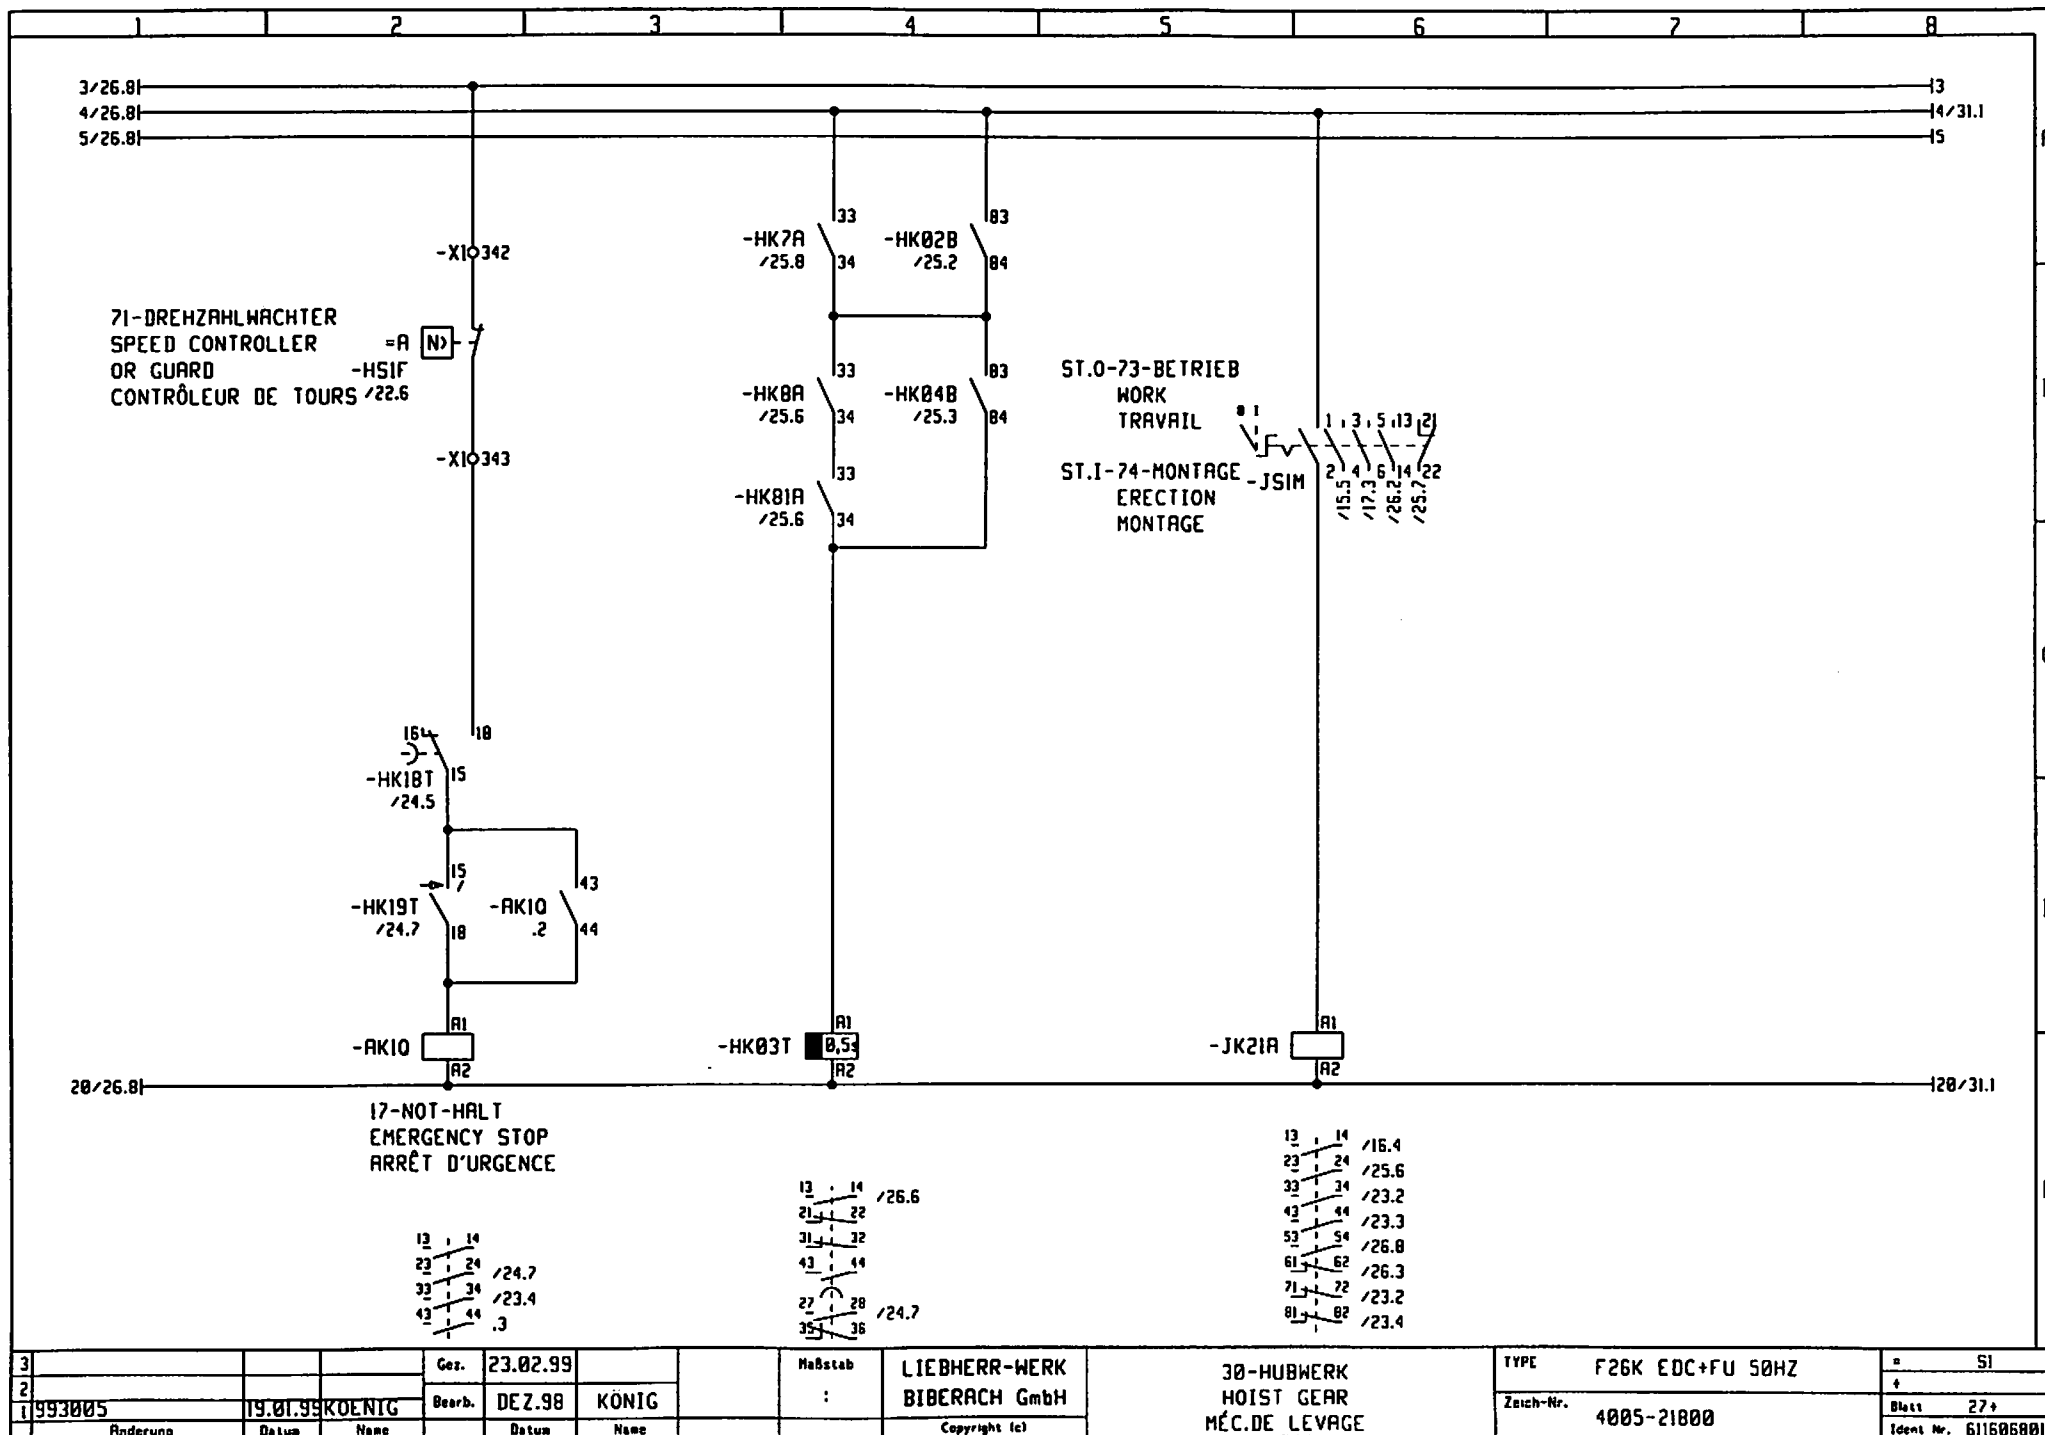 2 3 4 5 6 7 8
3/26.8 3
4/26.8 4/31.1
5/26.8 5
33 83
-HK7A -HK02B
/25.8 34 /25.2 84
-X1 342
71-DREHZAHLWACHTER
SPEED CONTROLLER =A N>
OR GUARD -HS1F
CONTRÔLEUR DE TOURS /22.6
33 83
-HK8A -HK04B
/25.6 34 /25.3 84
ST.0-73-BETRIEB
WORK
TRAVAIL
0 1
1 3 5 13 21
-X1 343
ST.I-74-MONTAGE -JS1M
ERECTION
MONTAGE
2 4 6 14 22
/15.5 /17.3 /26.2 /25.7
33
-HK81A
/25.6 34
16 18
-HK18T 15
/24.5
15
-HK19T
/24.7 18
43
-AK1Q
.2 44
A1 A1 A1
-AK1Q -HK03T 0,5s -JK21A
A2 A2 A2
20/26.8 20/31.1
17-NOT-HALT
EMERGENCY STOP
ARRÊT D'URGENCE
13 14
23 24 /24.7
33 34 /23.4
43 44 .3
13 14 /26.6
21 22
31 32
43 44
27 28 /24.7
35 36
13 14 /16.4
23 24 /25.6
33 34 /23.2
43 44 /23.3
53 54 /26.8
61 62 /26.3
71 72 /23.2
81 82 /23.4
3
2
1 993005 19.01.99 KOENIG
Änderung Datum Name
Gez. 23.02.99
Bearb. DEZ.98 KÖNIG
Datum Name
Maßstab
:
LIEBHERR-WERK
BIBERACH GmbH
Copyright (c)
30-HUBWERK
HOIST GEAR
MÉC.DE LEVAGE
TYPE F26K EDC+FU 50HZ
Zeich-Nr. 4005-21800
= S1
+
Blatt 27+
Ident Nr. 611606801